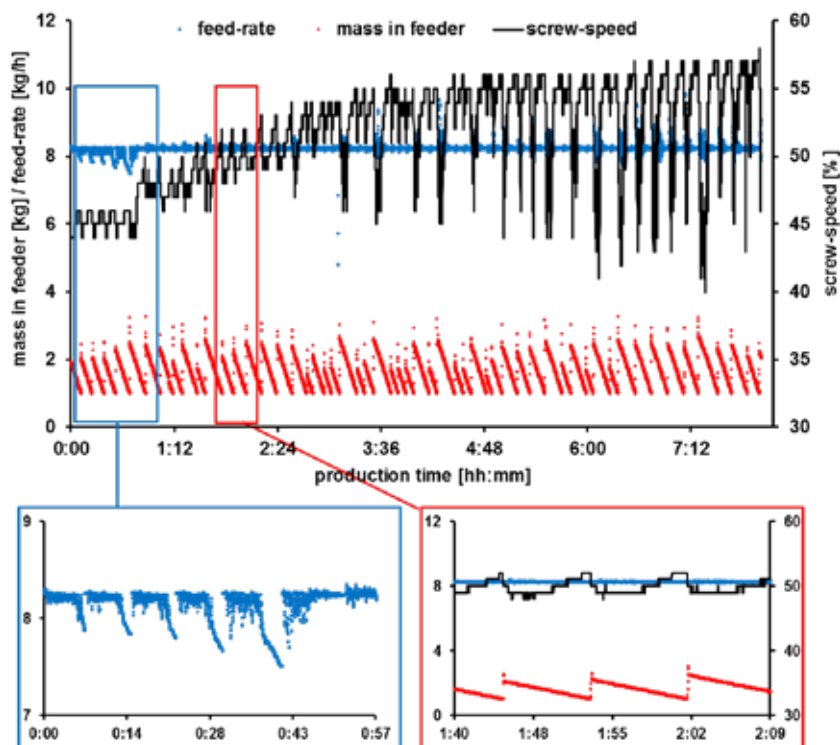 feed-rate mass in feeder screw-speed
12 60
10 55
8 50
6 45
4 40
2 35
0 30
mass in feeder [kg] / feed-rate [kg/h]
screw-speed [%]
0:00 1:12 2:24 3:36 4:48 6:00 7:12
production time [hh:mm]
9
8
7
0:00 0:14 0:28 0:43 0:57
12 60
8 50
4 40
0 30
1:40 1:48 1:55 2:02 2:09